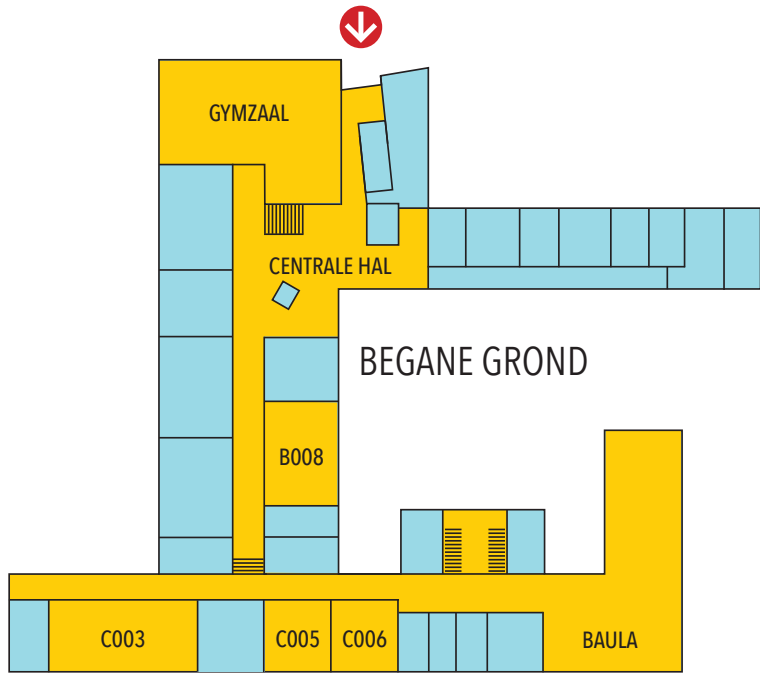 GYMZAAL
CENTRALE HAL
BEGANE GROND
B008
C003
C005
C006
BAULA